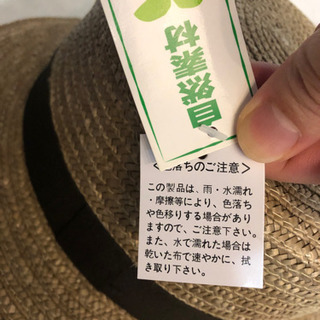 自然素材
<色落ちのご注意>
この製品は、雨・水濡れ
・摩擦等により、色落ち
や色移りする場合があり
ますので、ご注意下さい。
また、水で濡れた場合は
乾いた布で速やかに、拭
き取り下さい。